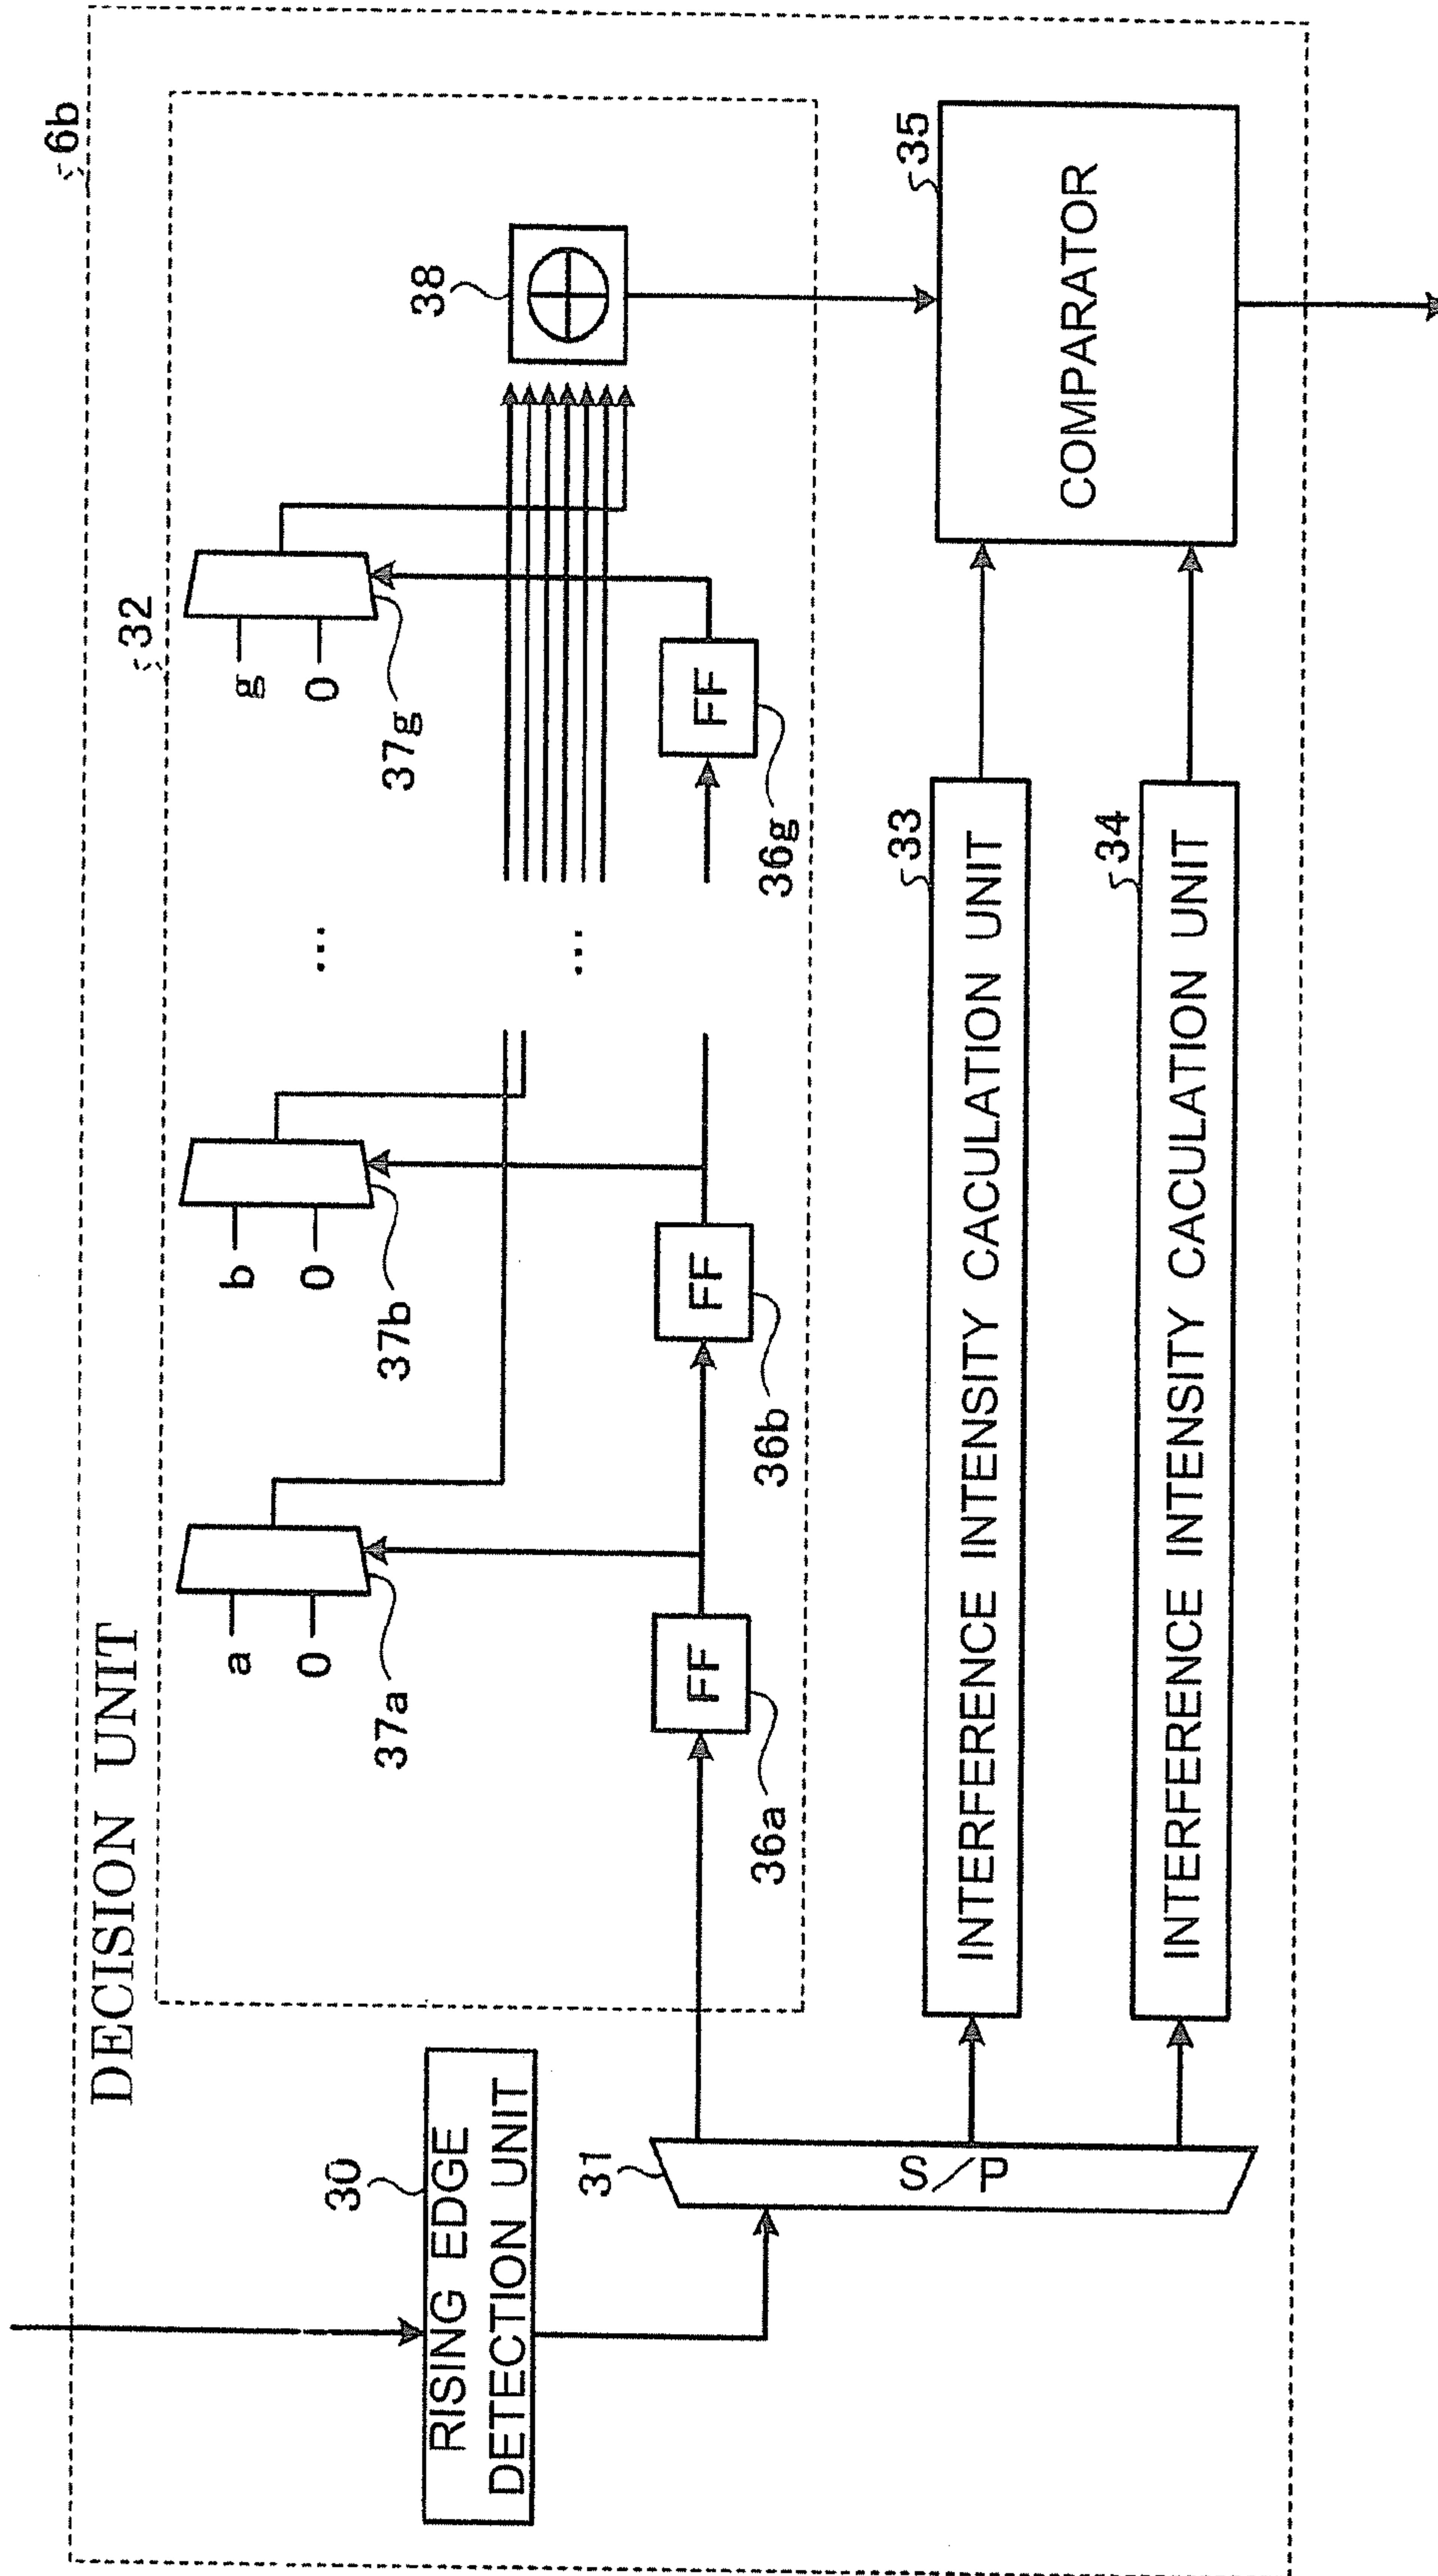 6b
DECISION UNIT
32
a
0
37a
b
0
37b
...
g
0
37g
38
...
FF
36a
FF
36b
FF
36g
30
RISING EDGE
DETECTION UNIT
31
S/P
33
INTERFERENCE INTENSITY CACULATION UNIT
34
INTERFERENCE INTENSITY CACULATION UNIT
35
COMPARATOR